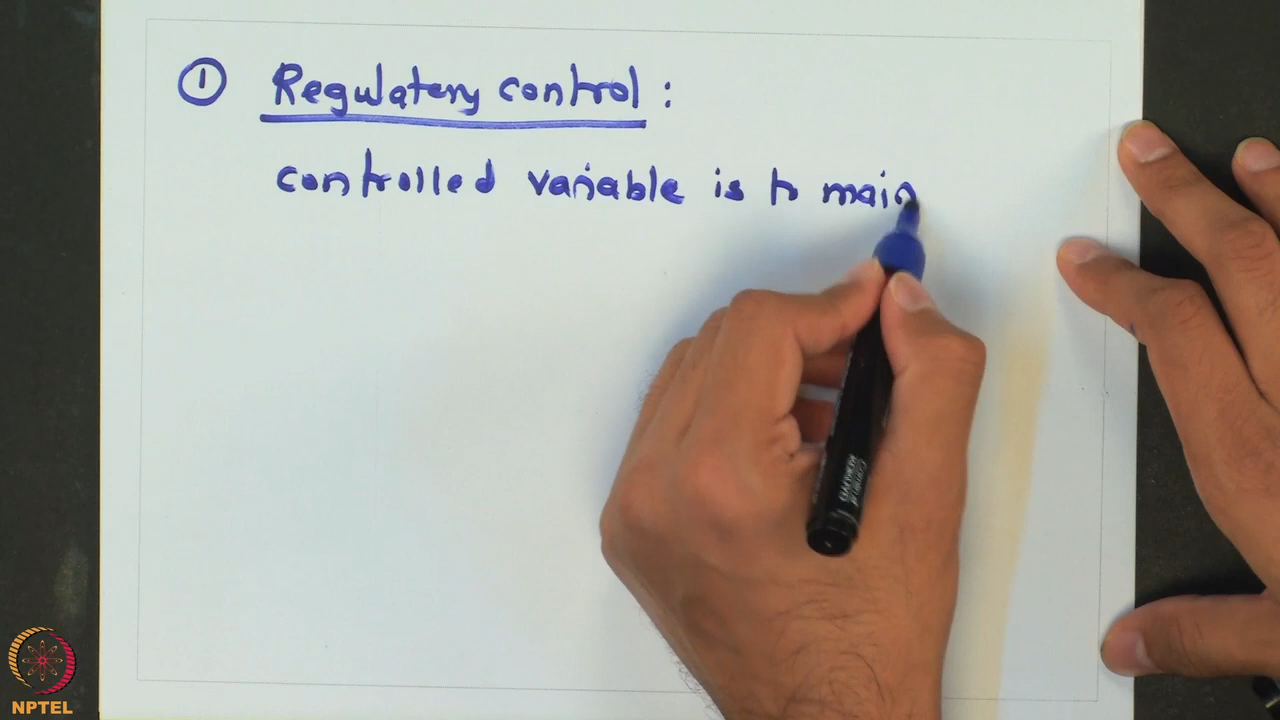 ① Regulatory control :
controlled variable is to main
NPTEL